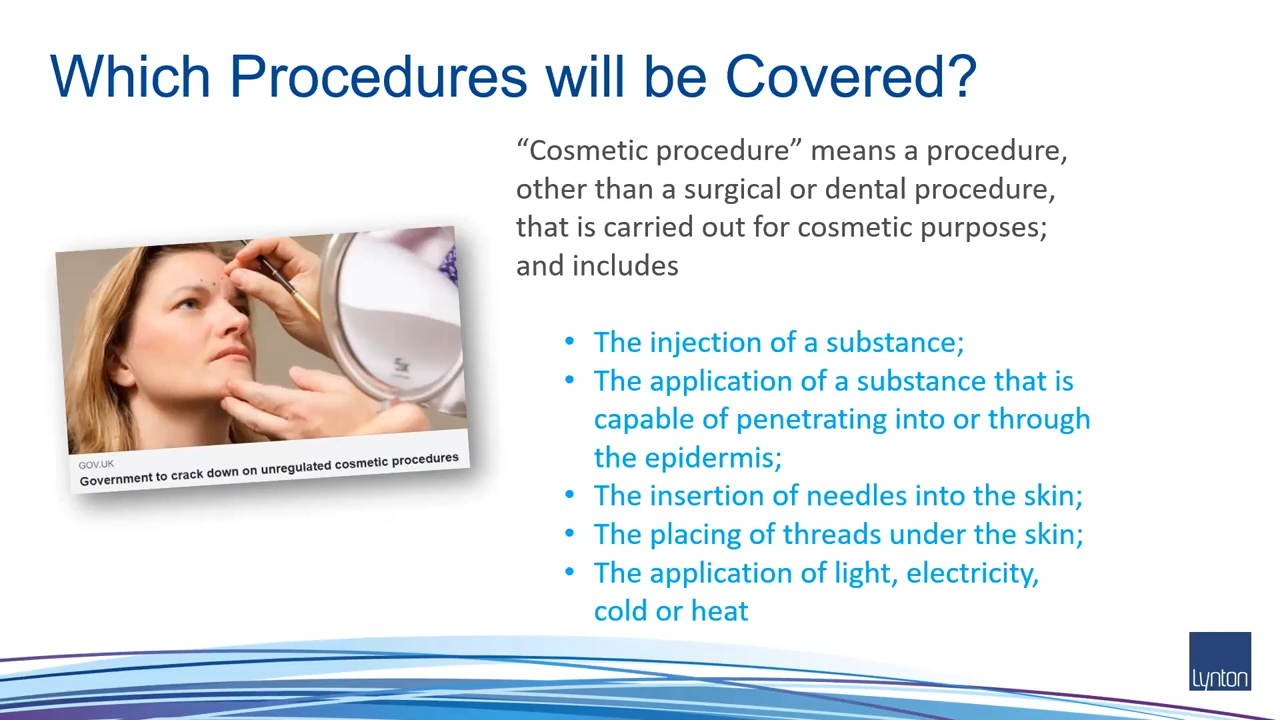 Which Procedures will be Covered?
“Cosmetic procedure” means a procedure,
other than a surgical or dental procedure,
that is carried out for cosmetic purposes;
and includes
• The injection of a substance;
• The application of a substance that is
capable of penetrating into or through
the epidermis;
• The insertion of needles into the skin;
• The placing of threads under the skin;
• The application of light, electricity,
cold or heat
5x
GOV.UK
Government to crack down on unregulated cosmetic procedures
Lynton